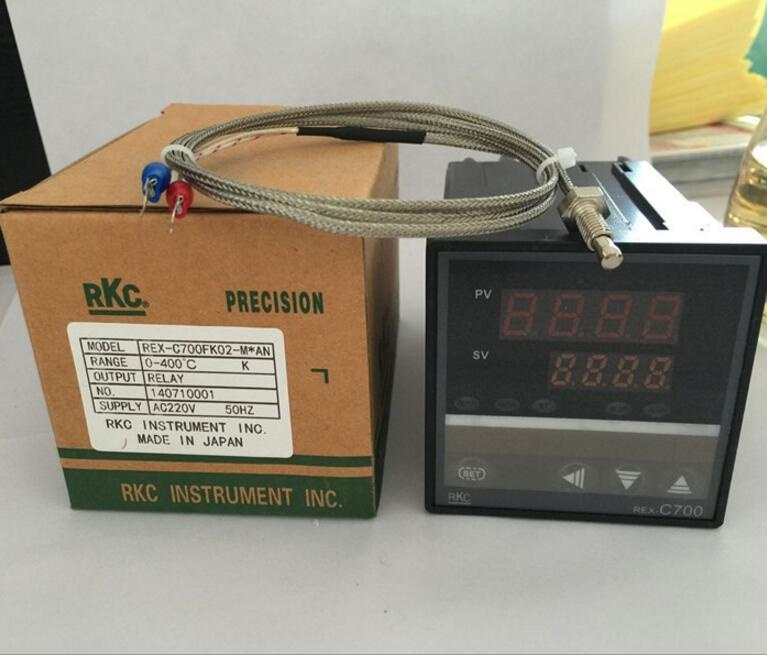 RKC®
PRECISION
MODEL REX-C700FK02-M*AN
RANGE 0-400°C K
OUTPUT RELAY
NO. 140710001
SUPPLY AC220V 50HZ
RKC INSTRUMENT INC.
MADE IN JAPAN
RKC INSTRUMENT INC.
PV
SV
SET
RKC
REX-C700